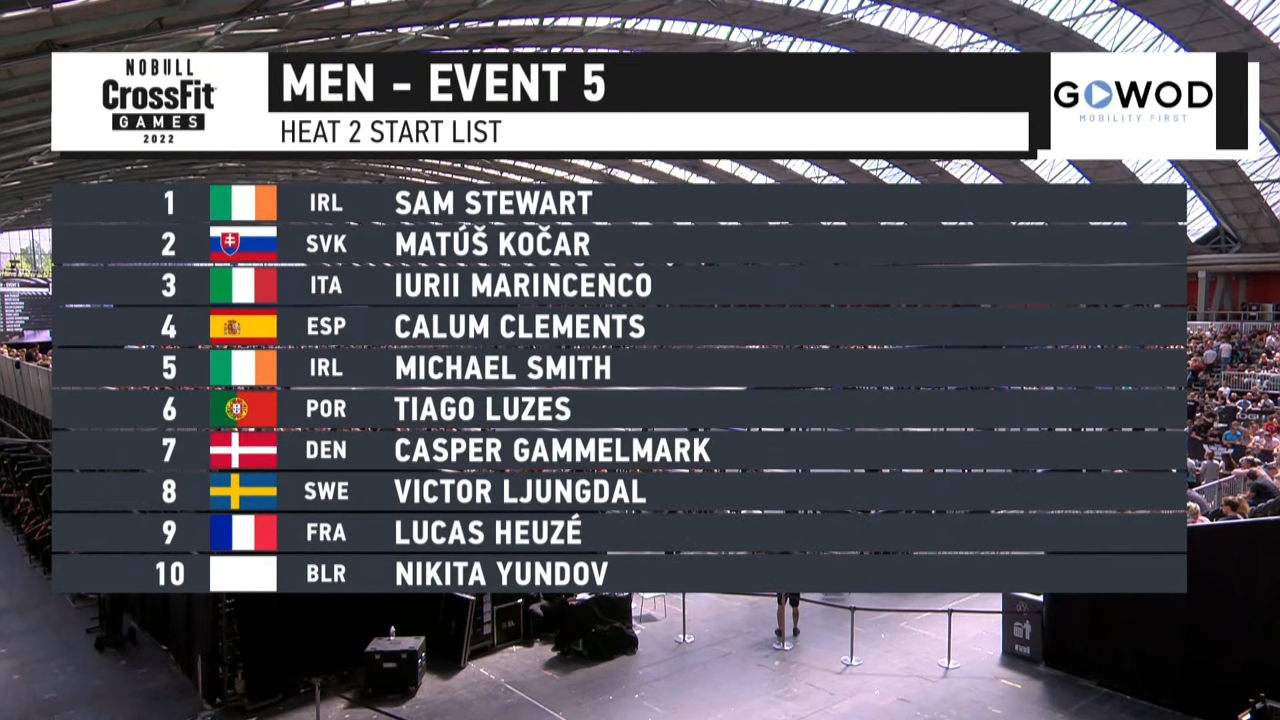 NOBULL
CrossFit
GAMES
2022
MEN - EVENT 5
HEAT 2 START LIST
GOWOD
MOBILITY FIRST
1 IRL SAM STEWART
2 SVK MATÚŠ KOČAR
3 ITA IURII MARINCENCO
4 ESP CALUM CLEMENTS
5 IRL MICHAEL SMITH
6 POR TIAGO LUZES
7 DEN CASPER GAMMELMARK
8 SWE VICTOR LJUNGDAL
9 FRA LUCAS HEUZÉ
10 BLR NIKITA YUNDOV